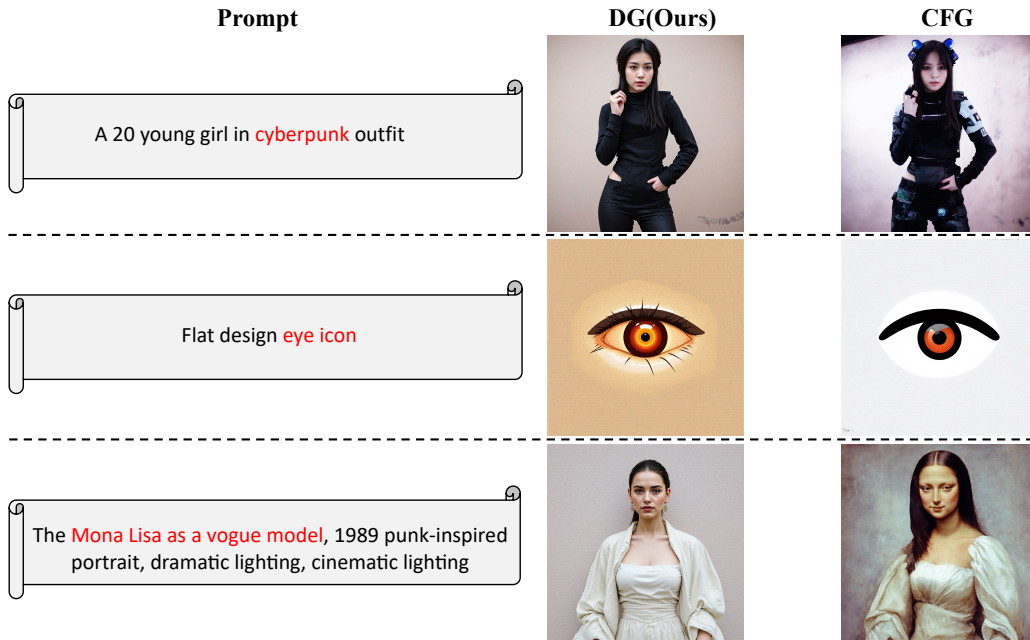 Prompt
DG(Ours)
CFG
A 20 young girl in cyberpunk outfit
Flat design eye icon
The Mona Lisa as a vogue model, 1989 punk-inspired
portrait, dramatic lighting, cinematic lighting